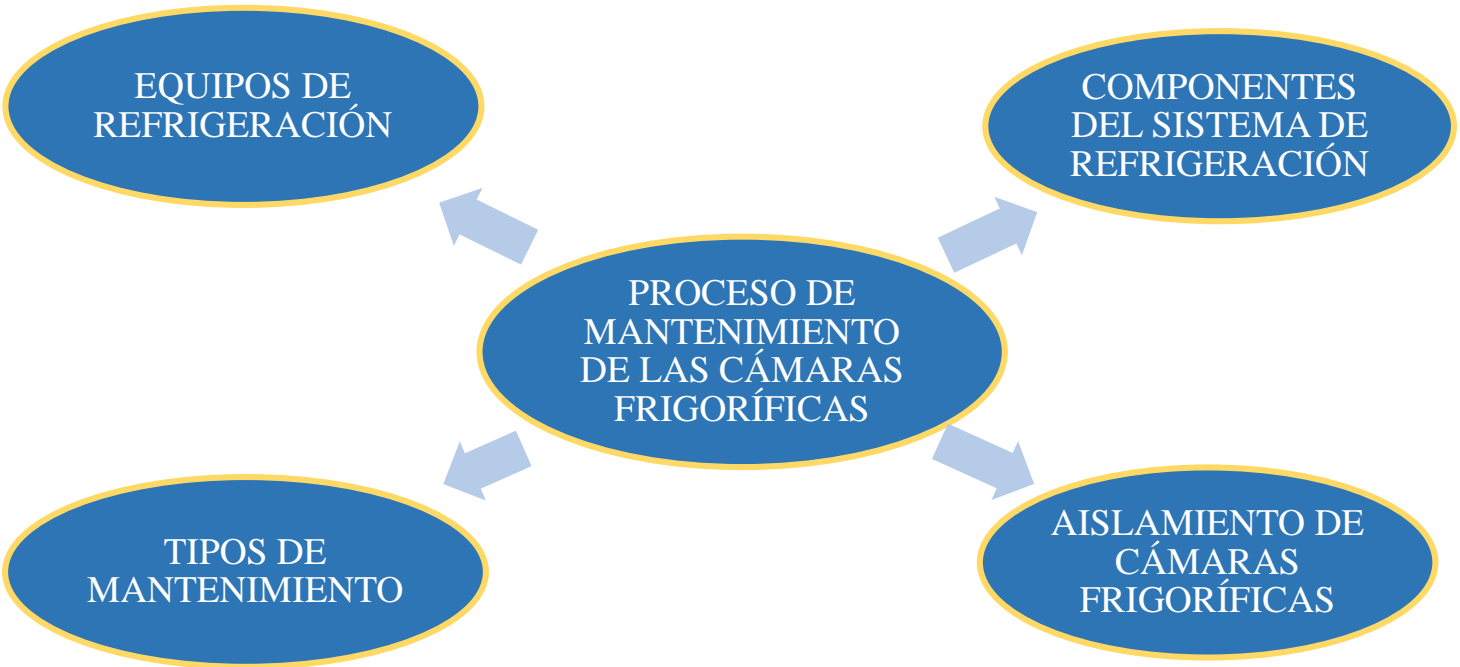 EQUIPOS DE
REFRIGERACIÓN
COMPONENTES
DEL SISTEMA DE
REFRIGERACIÓN
PROCESO DE
MANTENIMIENTO
DE LAS CÁMARAS
FRIGORÍFICAS
TIPOS DE
MANTENIMIENTO
AISLAMIENTO DE
CÁMARAS
FRIGORÍFICAS